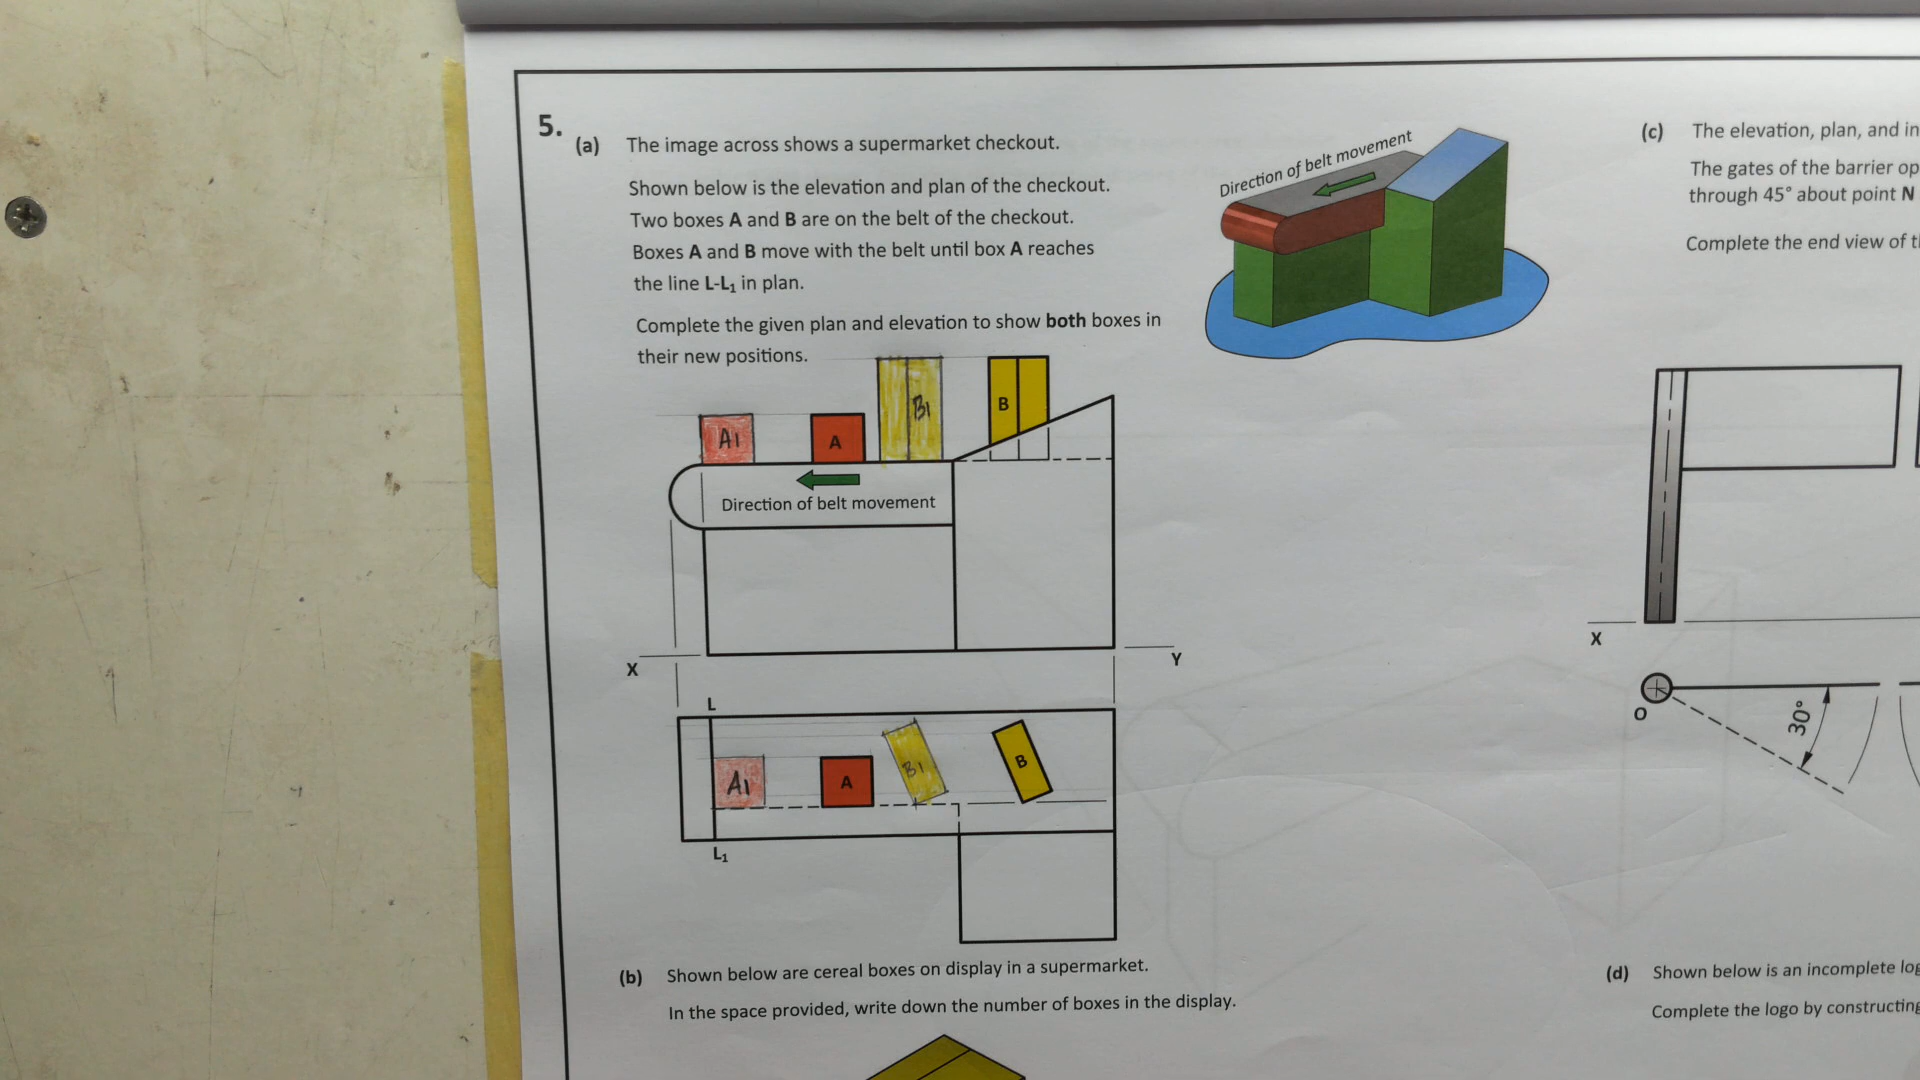 5.
(a) The image across shows a supermarket checkout.
Shown below is the elevation and plan of the checkout.
Two boxes A and B are on the belt of the checkout.
Boxes A and B move with the belt until box A reaches
the line L-L₁ in plan.
Complete the given plan and elevation to show both boxes in
their new positions.
Direction of belt movement
A1
A
B1
B
Direction of belt movement
X
Y
L
A1
A
B1
B
L₁
(b) Shown below are cereal boxes on display in a supermarket.
In the space provided, write down the number of boxes in the display.
(c) The elevation, plan, and in
The gates of the barrier op
through 45° about point N
Complete the end view of
X
O
30°
(d) Shown below is an incomplete
Complete the logo by constructing